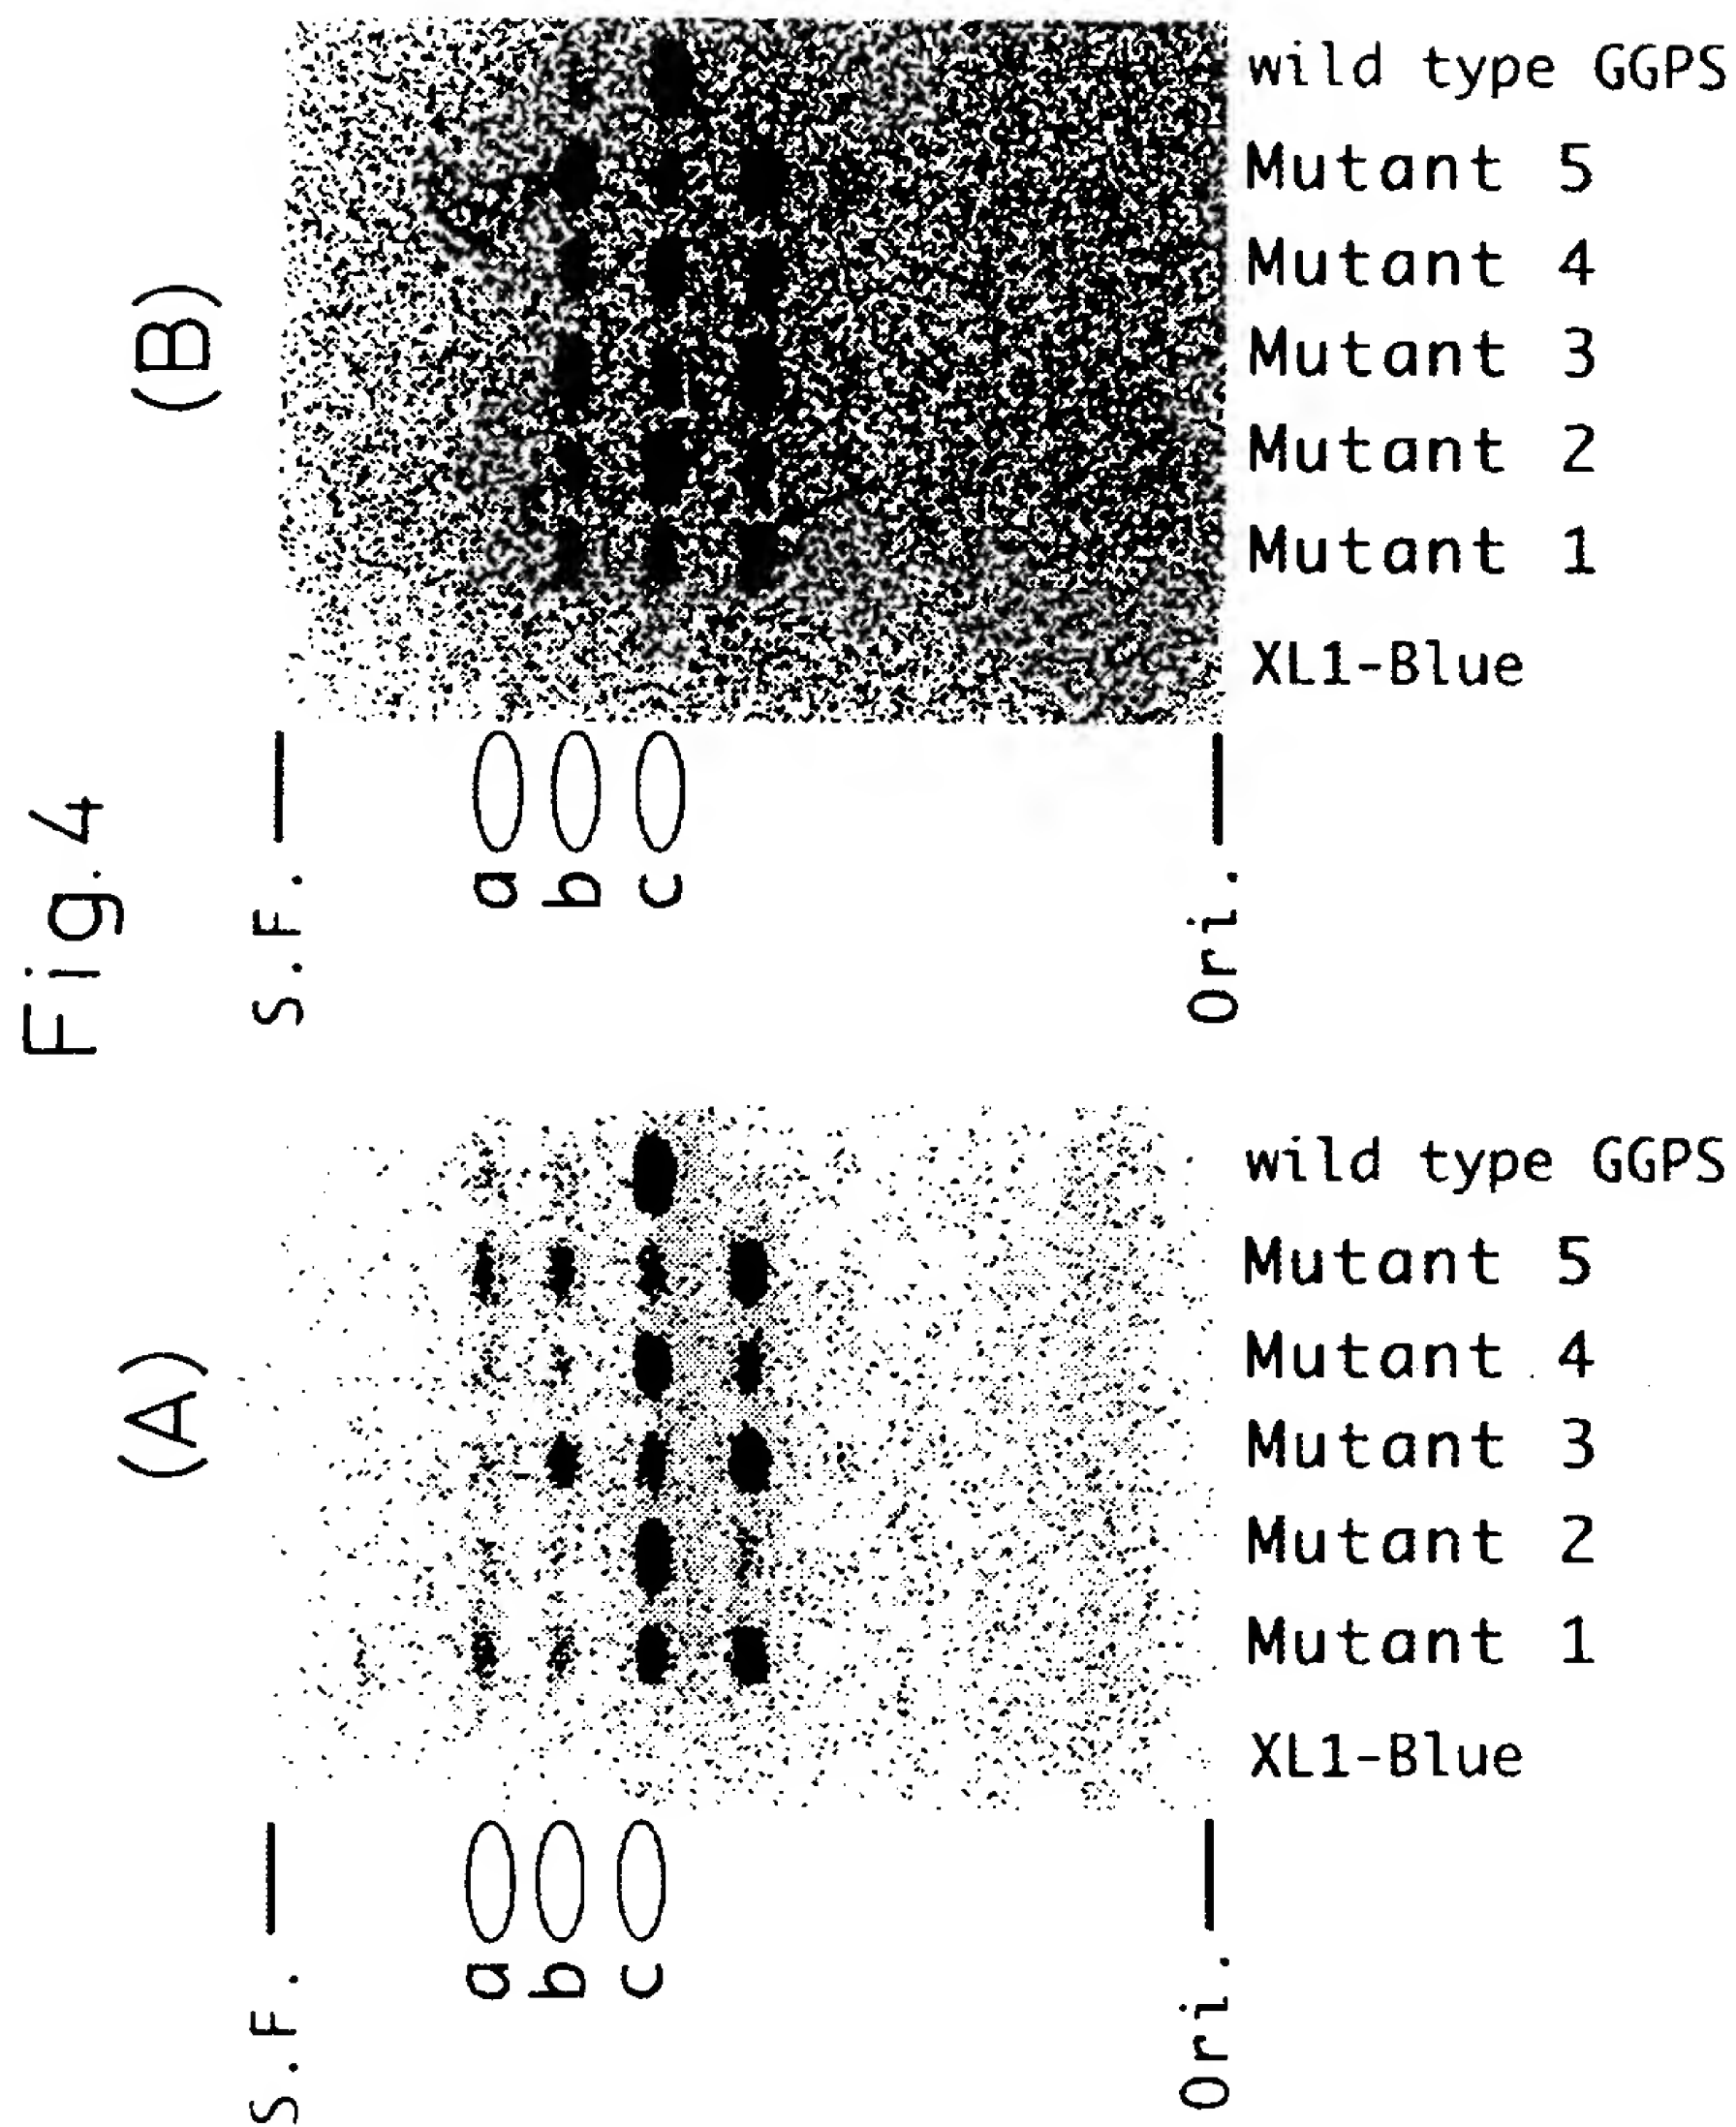 Fig.4
(A)
S.F.
a
b
c
Ori.
XL1-Blue
Mutant 1
Mutant 2
Mutant 3
Mutant 4
Mutant 5
wild type GGPS
(B)
S.F.
a
b
c
Ori.
XL1-Blue
Mutant 1
Mutant 2
Mutant 3
Mutant 4
Mutant 5
wild type GGPS